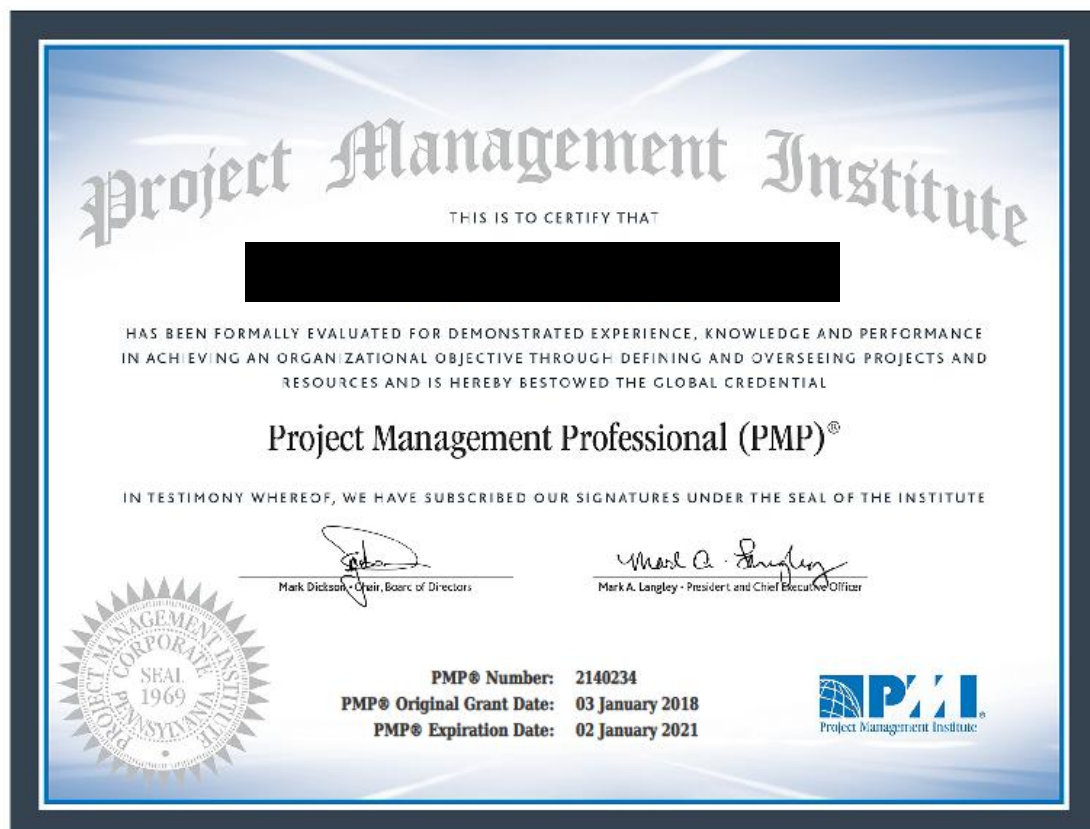 Project Management Institute
THIS IS TO CERTIFY THAT
HAS BEEN FORMALLY EVALUATED FOR DEMONSTRATED EXPERIENCE, KNOWLEDGE AND PERFORMANCE
IN ACHIEVING AN ORGANIZATIONAL OBJECTIVE THROUGH DEFINING AND OVERSEEING PROJECTS AND
RESOURCES AND IS HEREBY BESTOWED THE GLOBAL CREDENTIAL
Project Management Professional (PMP)®
IN TESTIMONY WHEREOF, WE HAVE SUBSCRIBED OUR SIGNATURES UNDER THE SEAL OF THE INSTITUTE
Mark A. Langley
Mark Dickson · Chair, Board of Directors
Mark A. Langley · President and Chief Executive Officer
PROJECT MANAGEMENT INSTITUTE
CORPORATE
SEAL
1969
PENNSYLVANIA
PMP® Number: 2140234
PMP® Original Grant Date: 03 January 2018
PMP® Expiration Date: 02 January 2021
PMI®
Project Management Institute